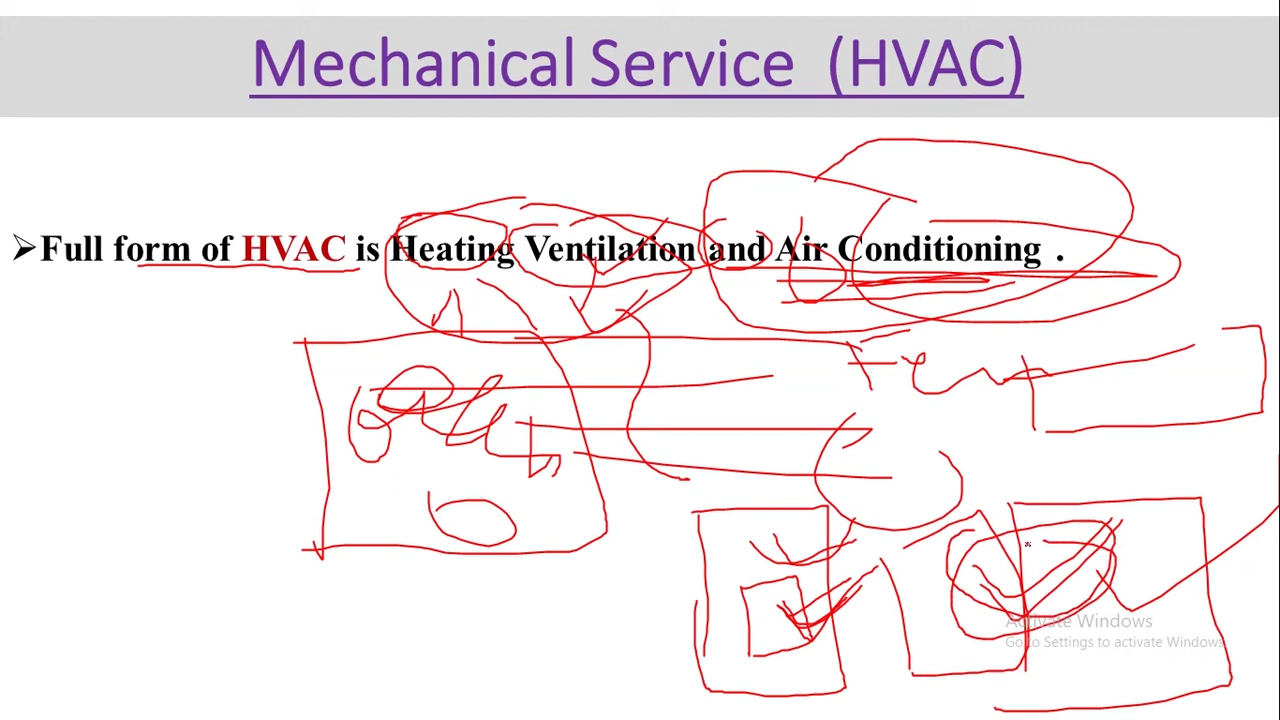 Mechanical Service (HVAC)
➢Full form of HVAC is Heating Ventilation and Air Conditioning .
Temp
Activate Windows
Go to Settings to activate Windows.